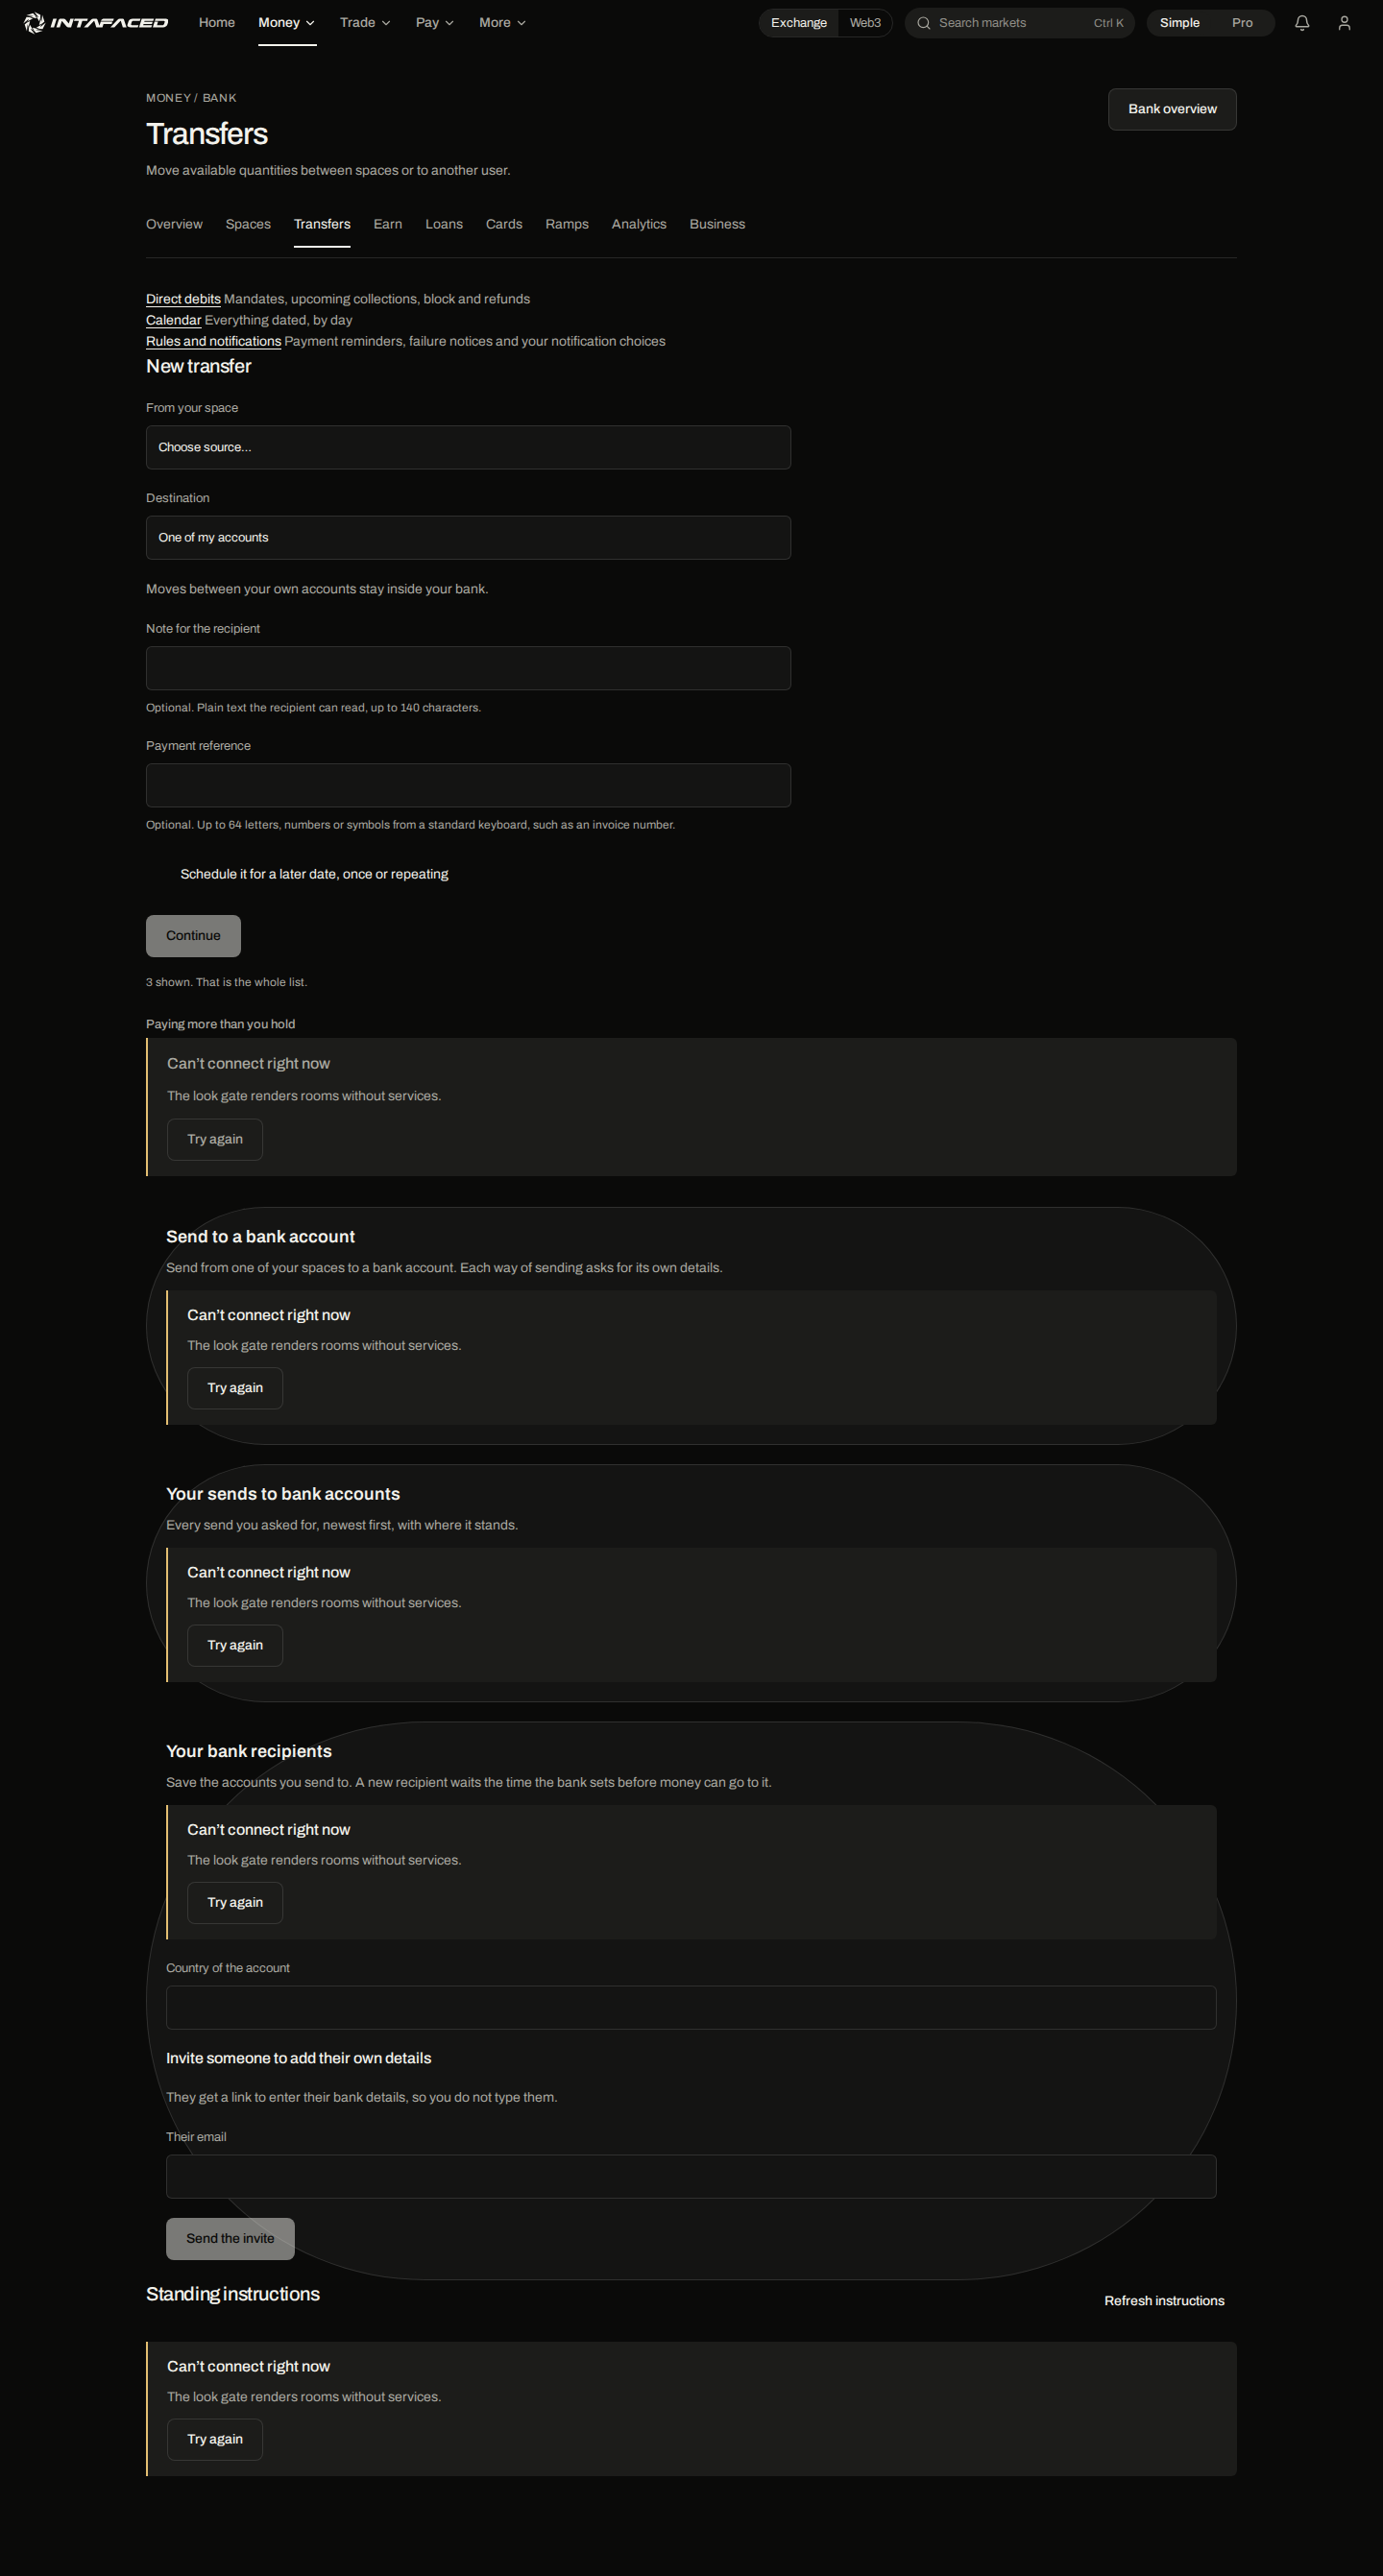 INTAFACED
Home
Money
Trade
Pay
More
Exchange
Web3
Search markets
Ctrl K
Simple
Pro
MONEY / BANK
Bank overview
Transfers
Move available quantities between spaces or to another user.
Overview
Spaces
Transfers
Earn
Loans
Cards
Ramps
Analytics
Business
Direct debits Mandates, upcoming collections, block and refunds
Calendar Everything dated, by day
Rules and notifications Payment reminders, failure notices and your notification choices
New transfer
From your space
Choose source...
Destination
One of my accounts
Moves between your own accounts stay inside your bank.
Note for the recipient
Optional. Plain text the recipient can read, up to 140 characters.
Payment reference
Optional. Up to 64 letters, numbers or symbols from a standard keyboard, such as an invoice number.
Schedule it for a later date, once or repeating
Continue
3 shown. That is the whole list.
Paying more than you hold
Can’t connect right now
The look gate renders rooms without services.
Try again
Send to a bank account
Send from one of your spaces to a bank account. Each way of sending asks for its own details.
Can’t connect right now
The look gate renders rooms without services.
Try again
Your sends to bank accounts
Every send you asked for, newest first, with where it stands.
Can’t connect right now
The look gate renders rooms without services.
Try again
Your bank recipients
Save the accounts you send to. A new recipient waits the time the bank sets before money can go to it.
Can’t connect right now
The look gate renders rooms without services.
Try again
Country of the account
Invite someone to add their own details
They get a link to enter their bank details, so you do not type them.
Their email
Send the invite
Standing instructions
Refresh instructions
Can’t connect right now
The look gate renders rooms without services.
Try again